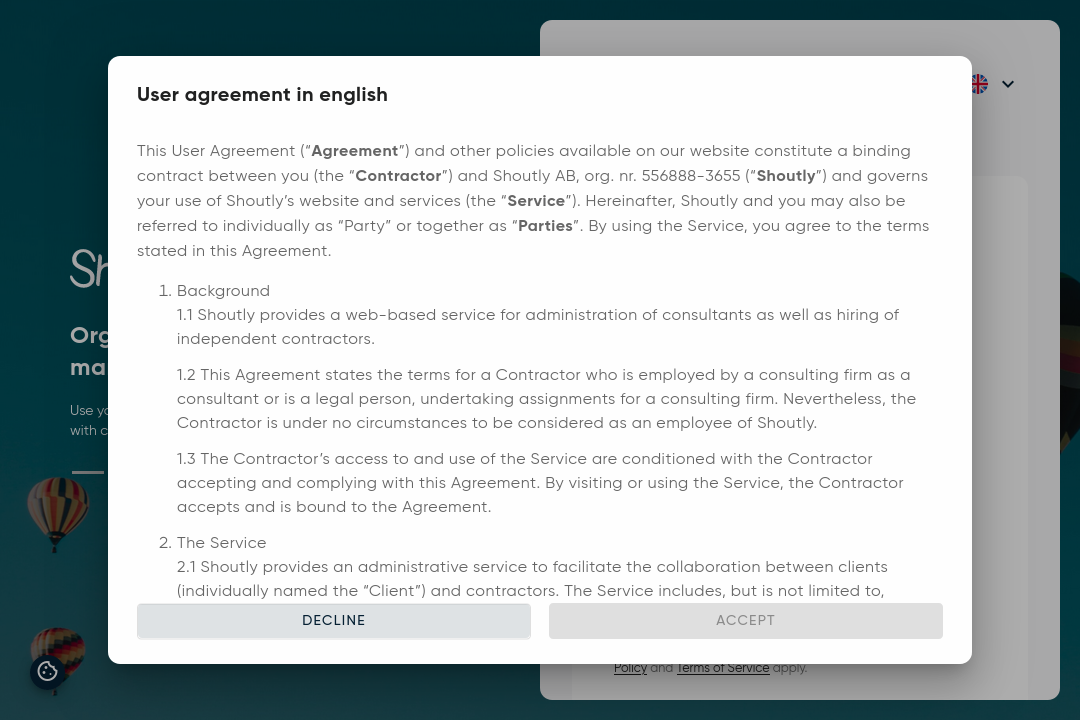 User agreement in english
This User Agreement (“Agreement”) and other policies available on our website constitute a binding
contract between you (the “Contractor”) and Shoutly AB, org. nr. 556888-3655 (“Shoutly”) and governs
your use of Shoutly’s website and services (the “Service”). Hereinafter, Shoutly and you may also be
referred to individually as “Party” or together as “Parties”. By using the Service, you agree to the terms
stated in this Agreement.
1. Background
1.1 Shoutly provides a web-based service for administration of consultants as well as hiring of
independent contractors.
1.2 This Agreement states the terms for a Contractor who is employed by a consulting firm as a
consultant or is a legal person, undertaking assignments for a consulting firm. Nevertheless, the
Contractor is under no circumstances to be considered as an employee of Shoutly.
1.3 The Contractor’s access to and use of the Service are conditioned with the Contractor
accepting and complying with this Agreement. By visiting or using the Service, the Contractor
accepts and is bound to the Agreement.
2. The Service
2.1 Shoutly provides an administrative service to facilitate the collaboration between clients
(individually named the “Client”) and contractors. The Service includes, but is not limited to,
DECLINE
ACCEPT
Use
with
Policy and Terms of Service apply.